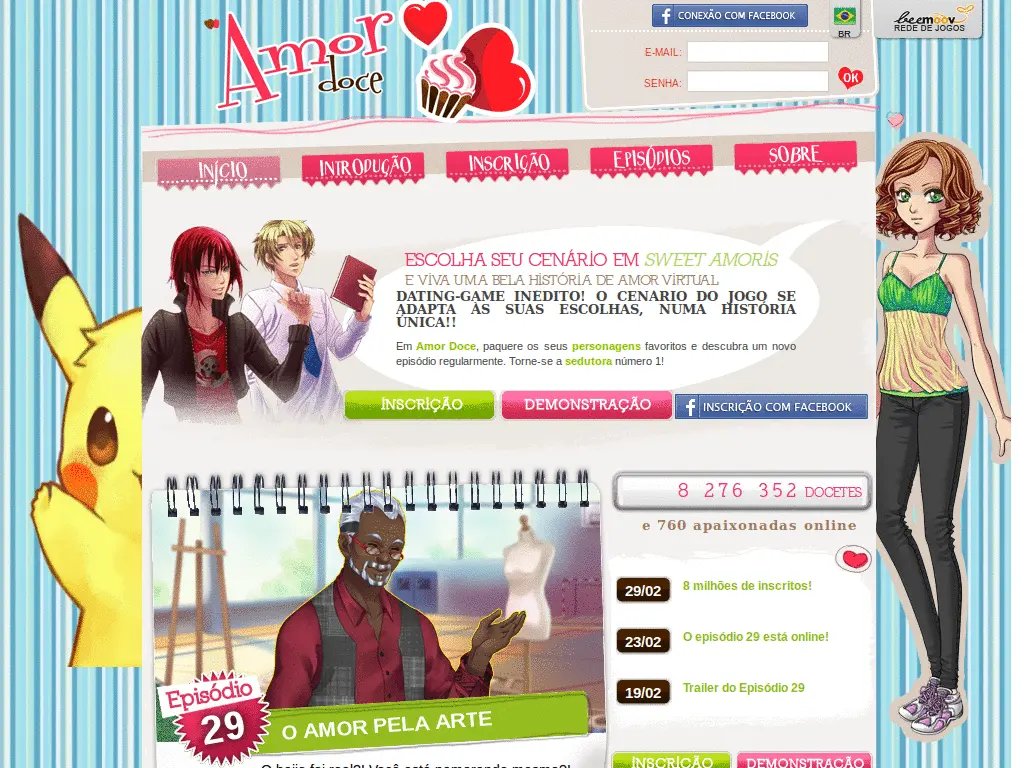 Amor
doce
CONEXÃO COM FACEBOOK
BR
beemoov
REDE DE JOGOS
E-MAIL:
SENHA:
OK
INÍCIO
INTRODUÇÃO
INSCRIÇÃO
EPISÓDIOS
SOBRE
ESCOLHA SEU CENÁRIO EM SWEET AMORIS
E VIVA UMA BELA HISTÓRIA DE AMOR VIRTUAL
DATING-GAME INEDITO! O CENARIO DO JOGO SE
ADAPTA ÀS SUAS ESCOLHAS, NUMA HISTÓRIA
ÚNICA!!
Em Amor Doce, paquere os seus personagens favoritos e descubra um novo
episódio regularmente. Torne-se a sedutora número 1!
INSCRIÇÃO
DEMONSTRAÇÃO
INSCRIÇÃO COM FACEBOOK
8 276 352 DOCETES
e 760 apaixonadas online
29/02 8 milhões de inscritos!
23/02 O episódio 29 está online!
19/02 Trailer do Episódio 29
Episódio
29
O AMOR PELA ARTE
O beijo foi real?! Você está namorando mesmo?!
INSCRIÇÃO
DEMONSTRAÇÃO